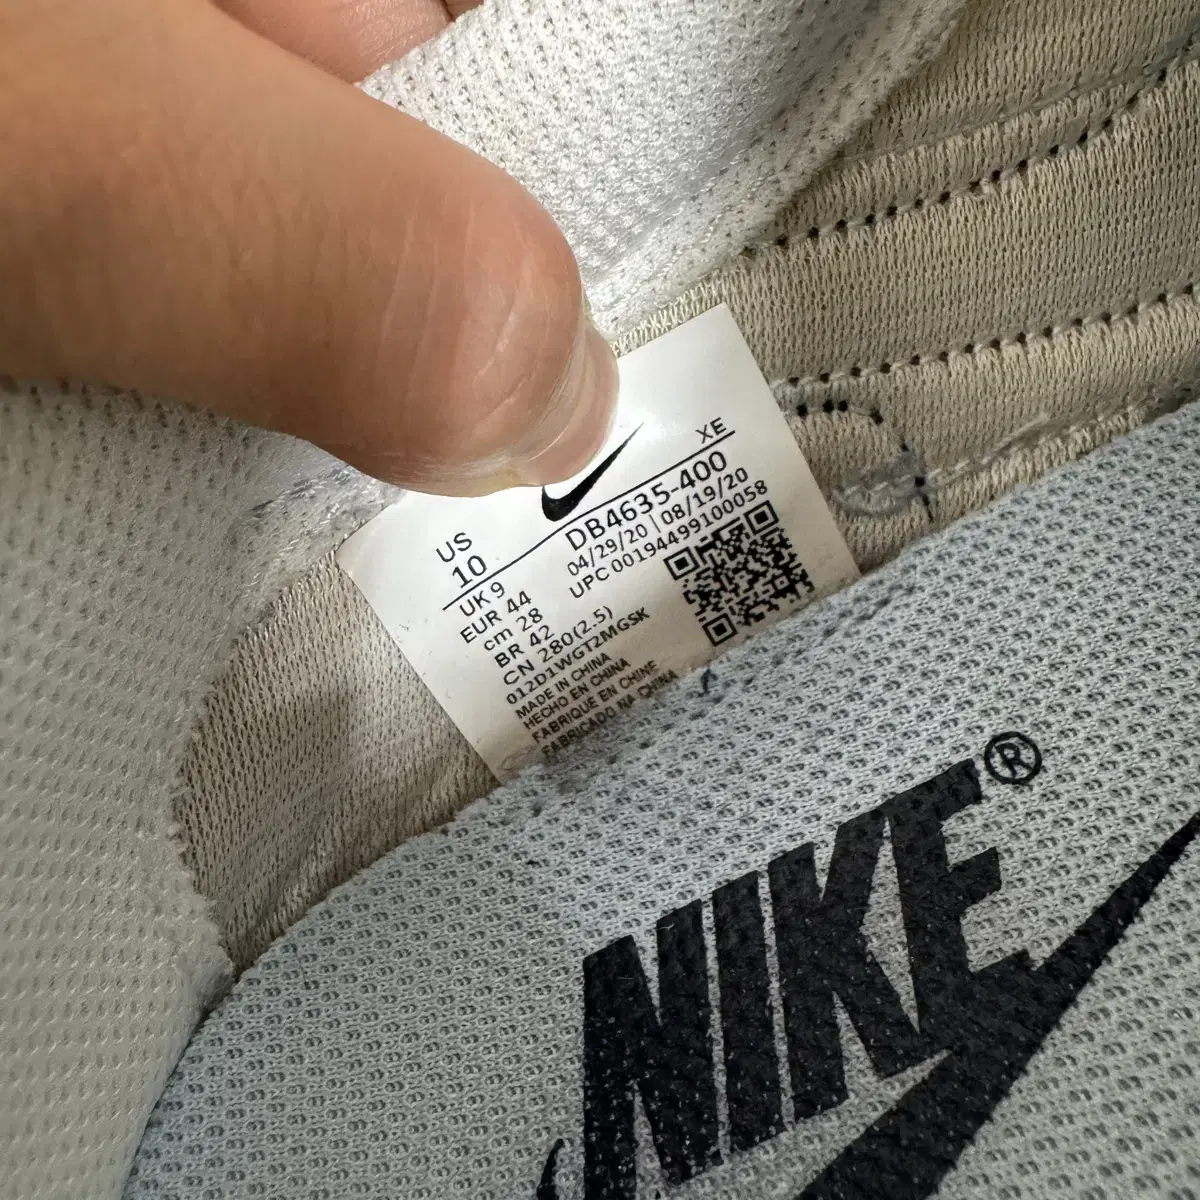 XE
US
10
DB4635-400
04/29/20 | 08/19/20
UPC 00194499100058
UK 9
EUR 44
cm 28
BR 42
CN 280(2.5)
012D1WGT2MGSK
MADE IN CHINA
HECHO EN CHINA
FABRIQUE EN CHINE
FABRICADO NA CHINA
NIKE®